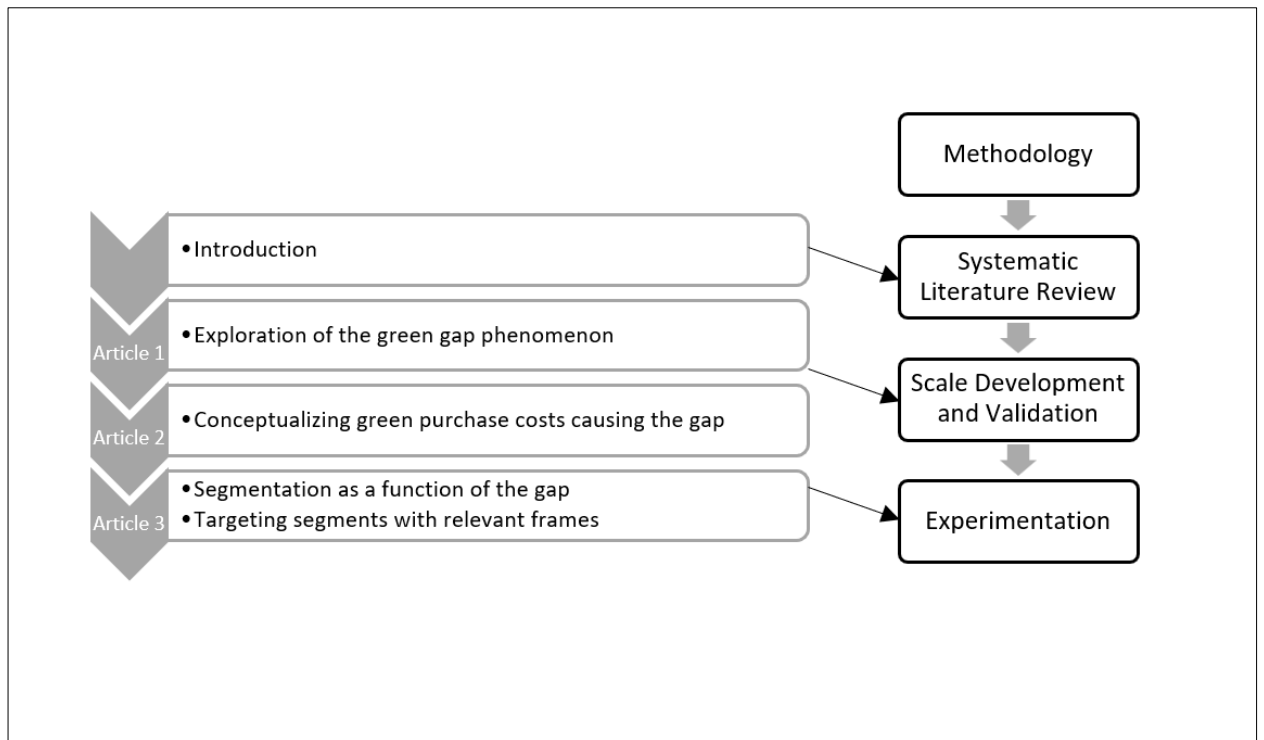 Methodology
•Introduction
Systematic
Literature Review
Article 1
•Exploration of the green gap phenomenon
Scale Development
and Validation
Article 2
•Conceptualizing green purchase costs causing the gap
Article 3
•Segmentation as a function of the gap
•Targeting segments with relevant frames
Experimentation